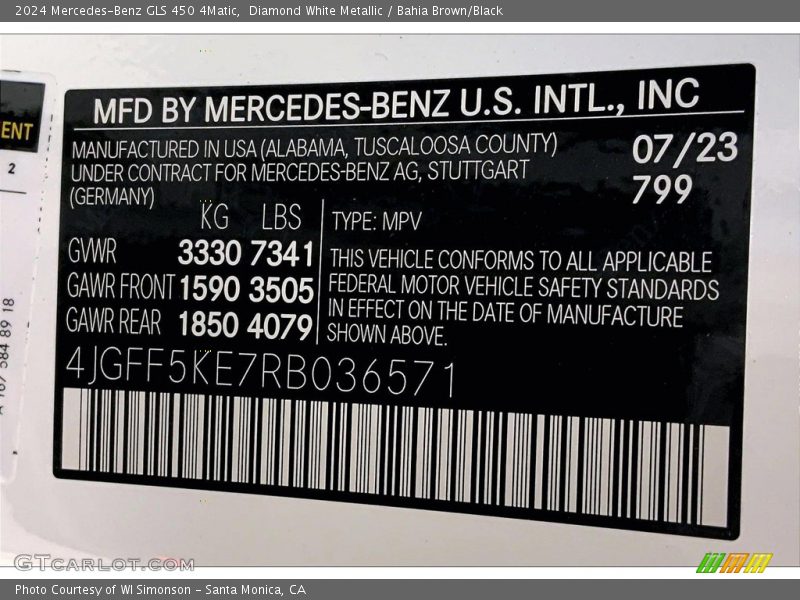 2024 Mercedes-Benz GLS 450 4Matic, Diamond White Metallic / Bahia Brown/Black
ENT
2
MFD BY MERCEDES-BENZ U.S. INTL., INC
MANUFACTURED IN USA (ALABAMA, TUSCALOOSA COUNTY)
UNDER CONTRACT FOR MERCEDES-BENZ AG, STUTTGART
(GERMANY)
07/23
799
KG LBS
GVWR 3330 7341
GAWR FRONT 1590 3505
GAWR REAR 1850 4079
TYPE: MPV
THIS VEHICLE CONFORMS TO ALL APPLICABLE
FEDERAL MOTOR VEHICLE SAFETY STANDARDS
IN EFFECT ON THE DATE OF MANUFACTURE
SHOWN ABOVE.
4JGFF5KE7RB036571
584 89 18
GTCARLOT.COM
Photo Courtesy of WI Simonson - Santa Monica, CA